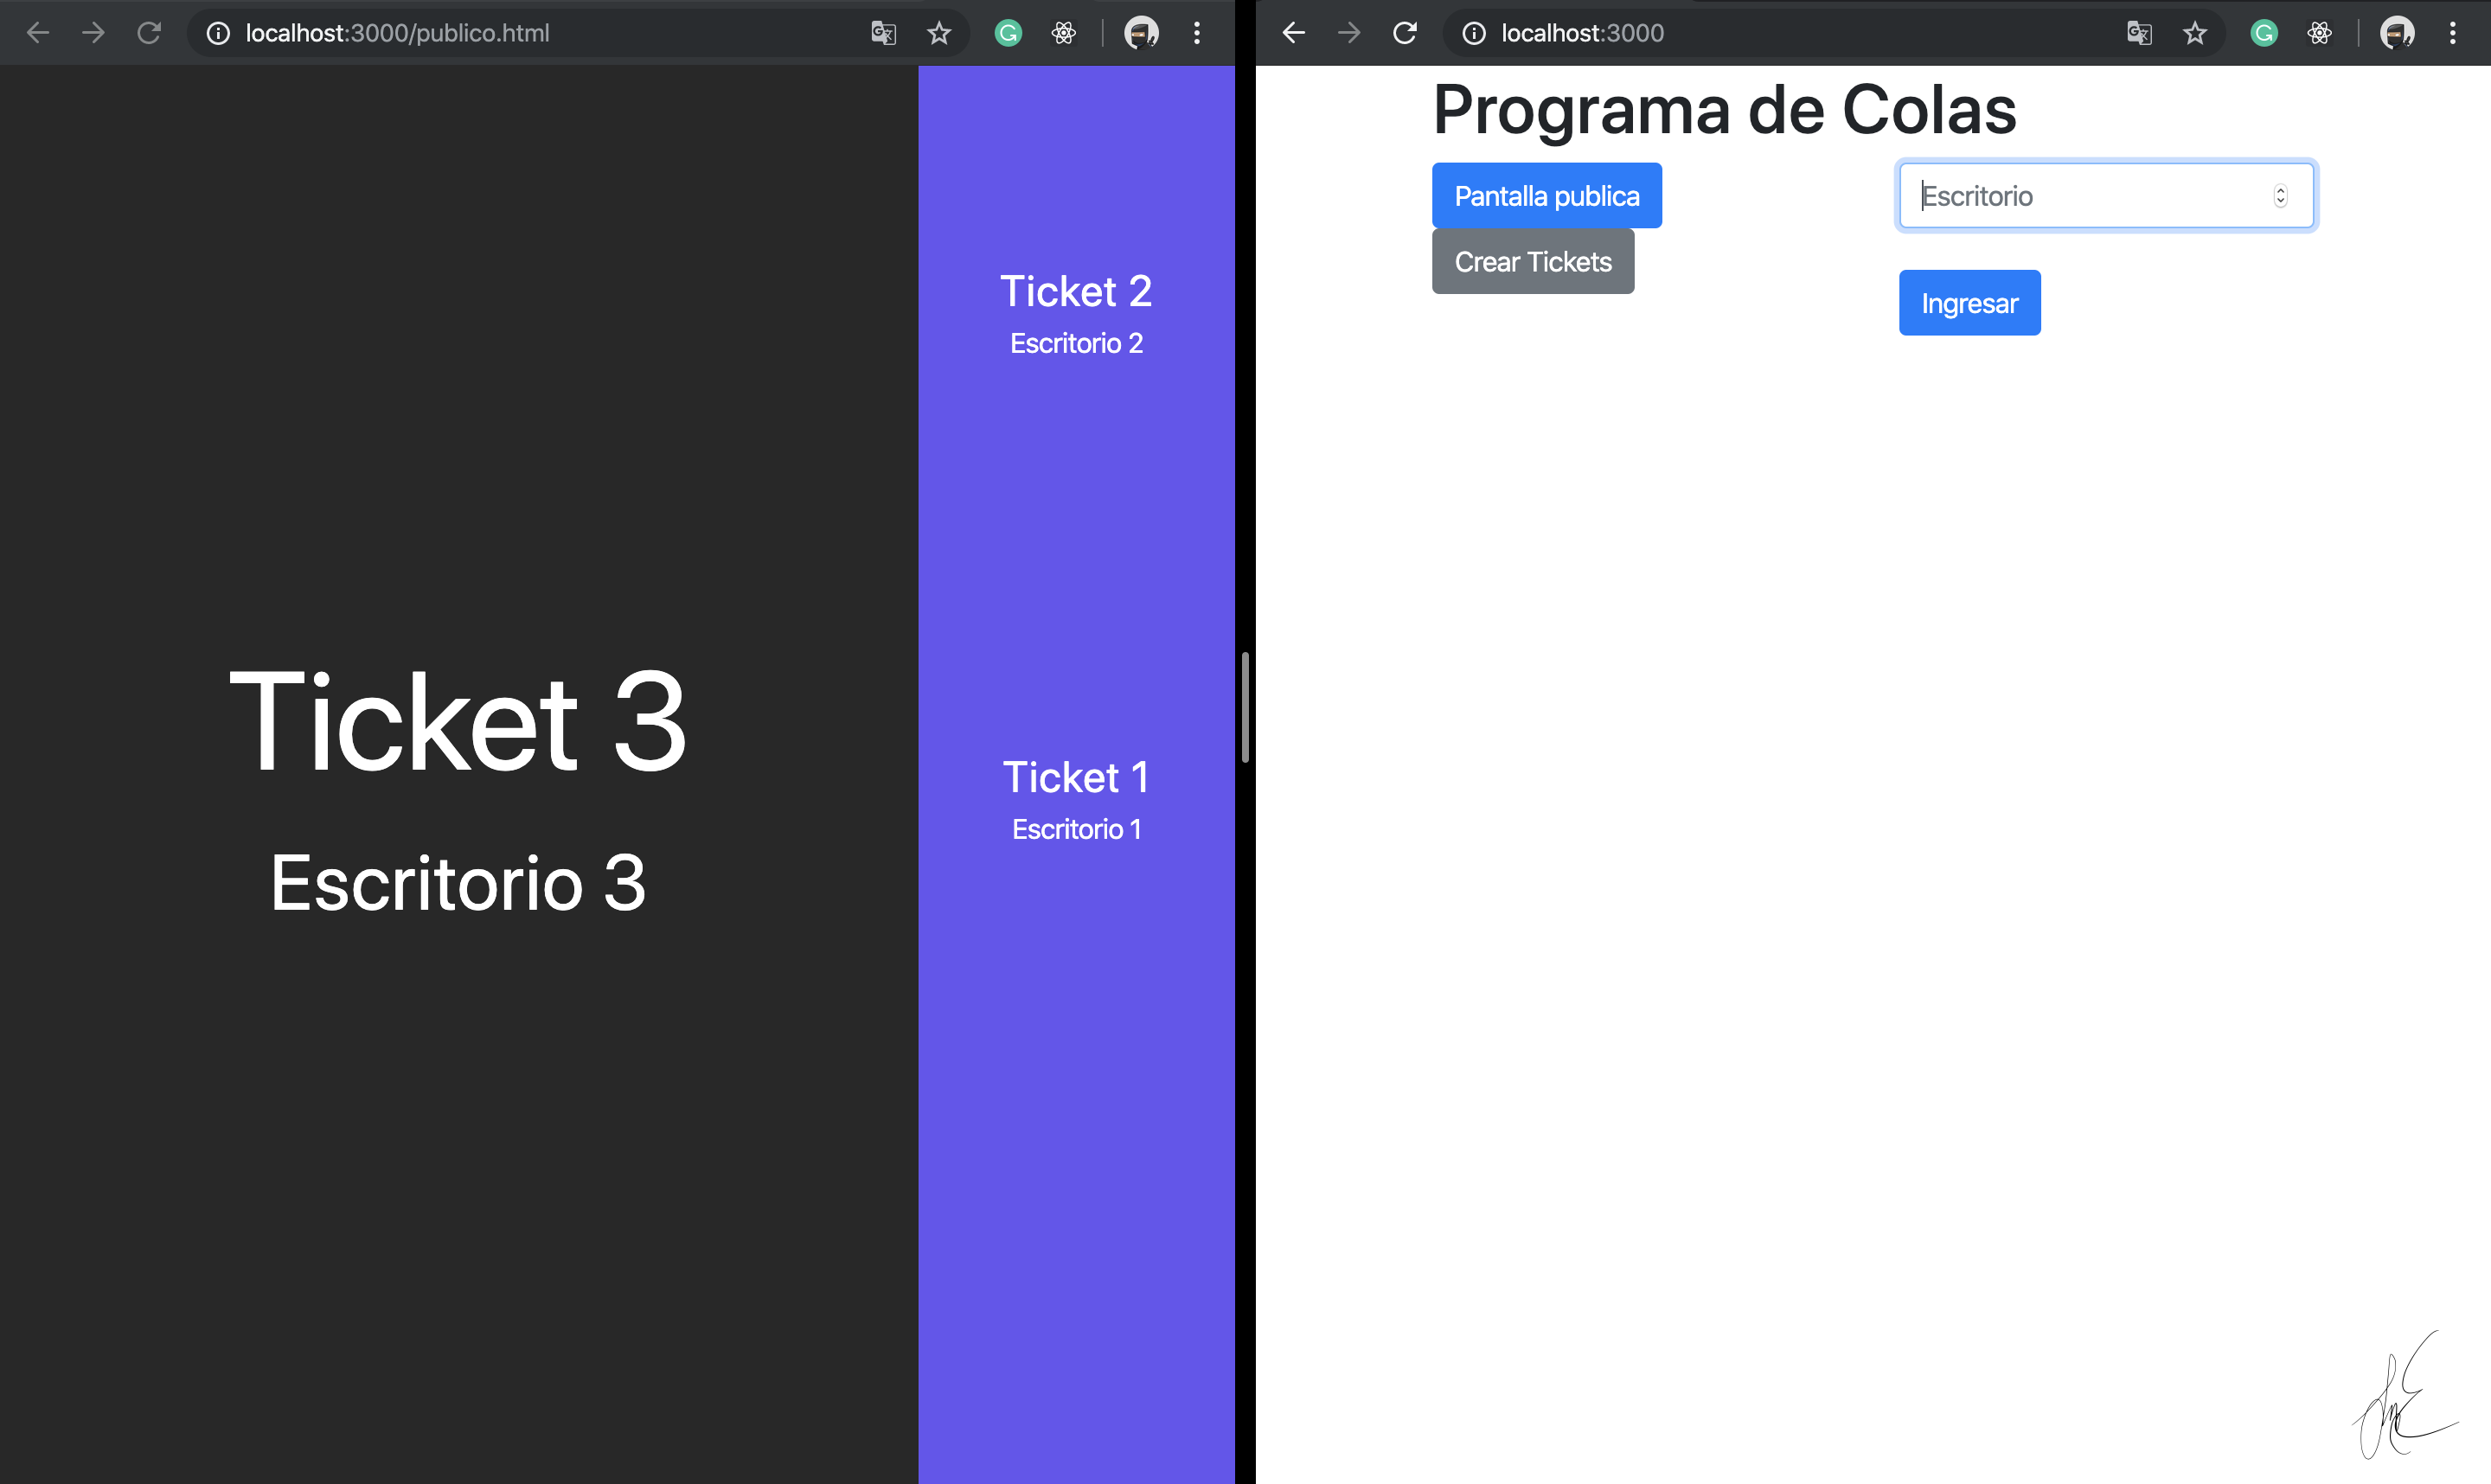 localhost:3000/publico.html
Ticket 3
Escritorio 3
Ticket 2
Escritorio 2
Ticket 1
Escritorio 1
localhost:3000
Programa de Colas
Pantalla publica
Crear Tickets
Escritorio
Ingresar